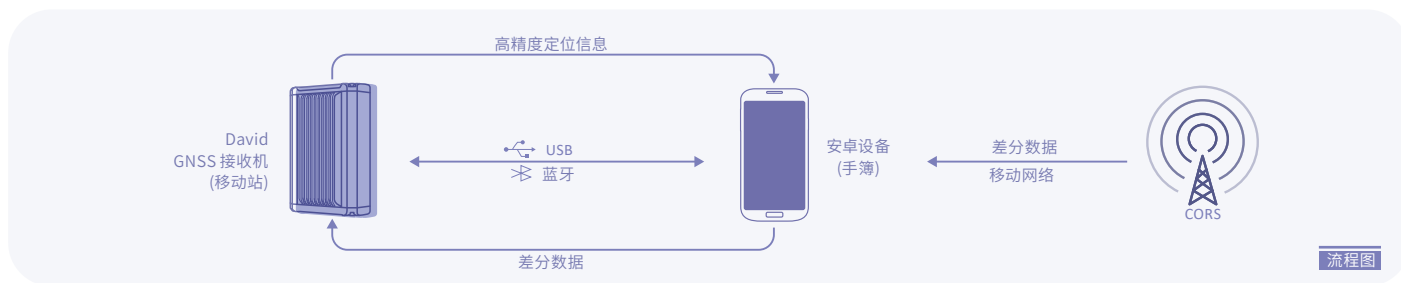 高精度定位信息
David
GNSS 接收机
(移动站)
USB
蓝牙
安卓设备
(手簿)
差分数据
移动网络
CORS
差分数据
流程图